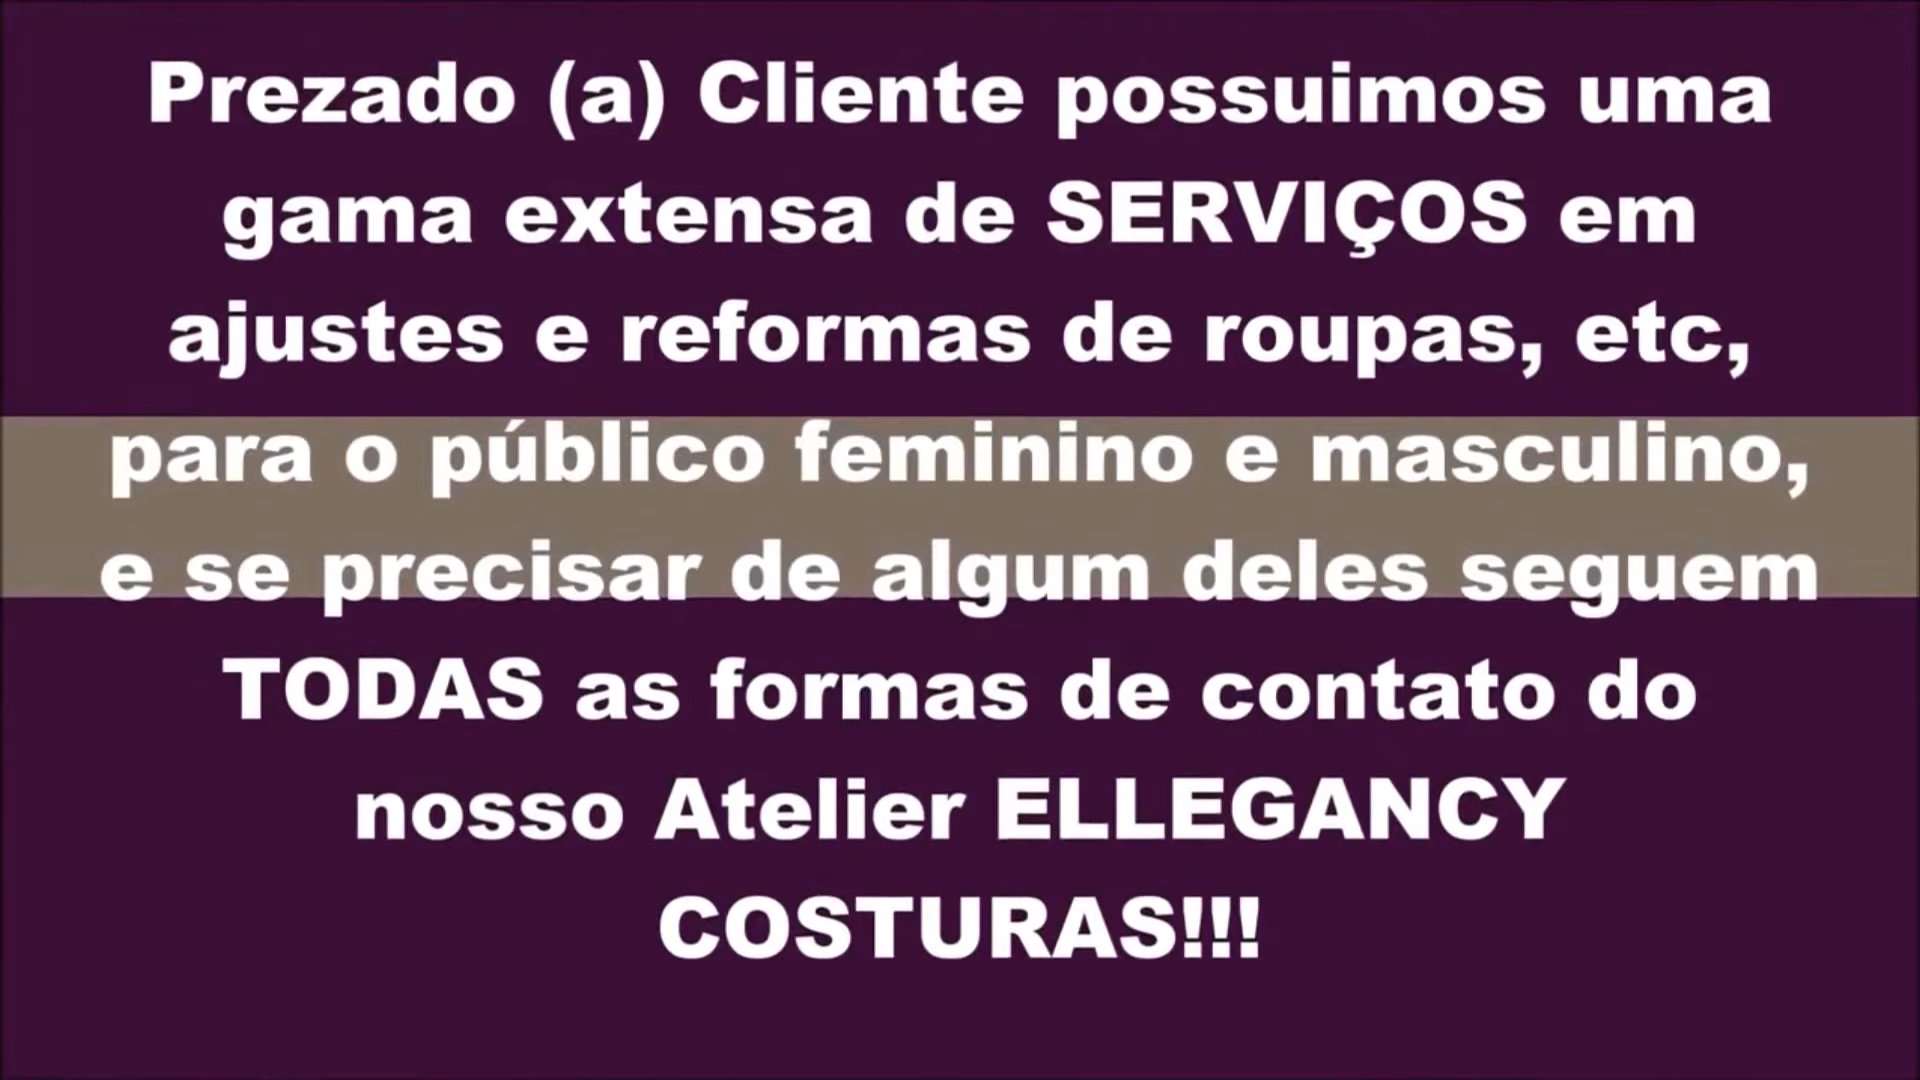 Prezado (a) Cliente possuimos uma
gama extensa de SERVIÇOS em
ajustes e reformas de roupas, etc,
para o público feminino e masculino,
e se precisar de algum deles seguem
TODAS as formas de contato do
nosso Atelier ELLEGANCY
COSTURAS!!!